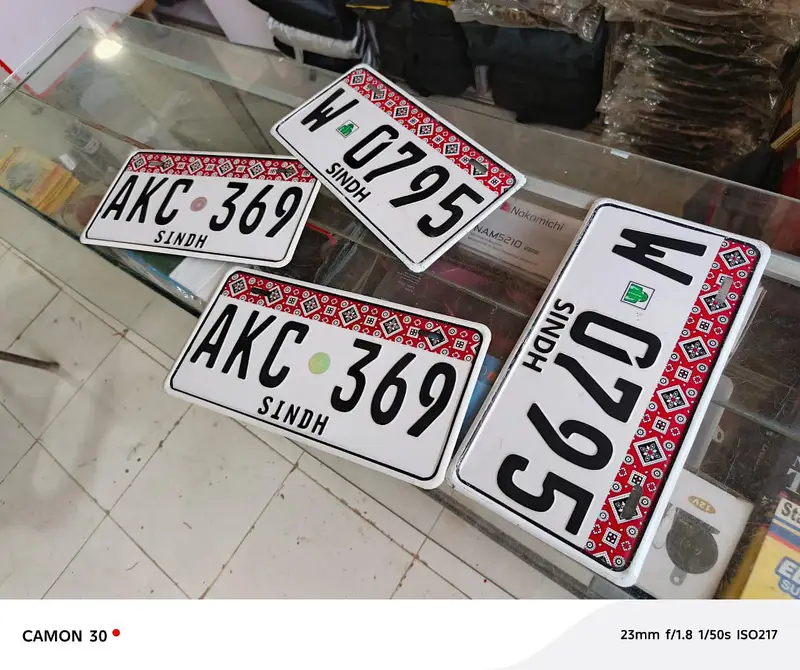 W 0795
SINDH
AKC 369
SINDH
Nakamichi
NAM5210
AKC 369
SINDH
W 0795
SINDH
CAMON 30
23mm f/1.8 1/50s ISO217